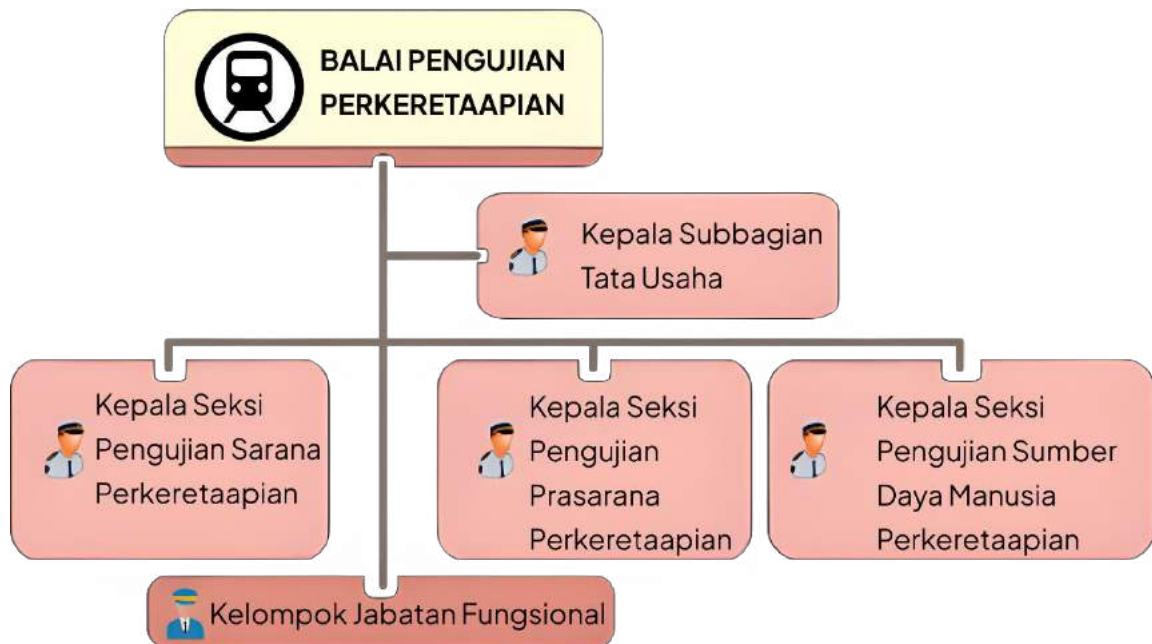 BALAI PENGUJIAN
PERKERETAAPIAN
Kepala Subbagian
Tata Usaha
Kepala Seksi
Pengujian Sarana
Perkeretaapian
Kepala Seksi
Pengujian
Prasarana
Perkeretaapian
Kepala Seksi
Pengujian Sumber
Daya Manusia
Perkeretaapian
Kelompok Jabatan Fungsional